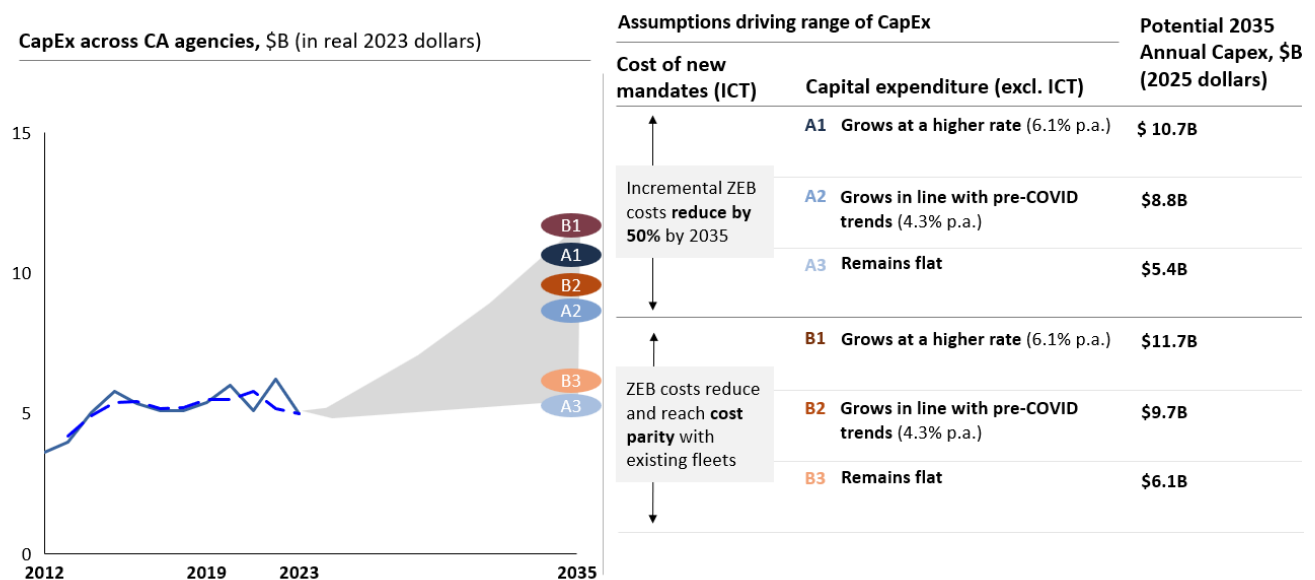 CapEx across CA agencies, $B (in real 2023 dollars)
15
10
5
0
2012
2019
2023
2035
B1
A1
B2
A2
B3
A3
Assumptions driving range of CapEx
Cost of new
mandates (ICT)
Capital expenditure (excl. ICT)
Potential 2035
Annual Capex, $B
(2025 dollars)
Incremental ZEB
costs reduce by
50% by 2035
A1 Grows at a higher rate (6.1% p.a.)
$ 10.7B
A2 Grows in line with pre-COVID
trends (4.3% p.a.)
$8.8B
A3 Remains flat
$5.4B
ZEB costs reduce
and reach cost
parity with
existing fleets
B1 Grows at a higher rate (6.1% p.a.)
$11.7B
B2 Grows in line with pre-COVID
trends (4.3% p.a.)
$9.7B
B3 Remains flat
$6.1B